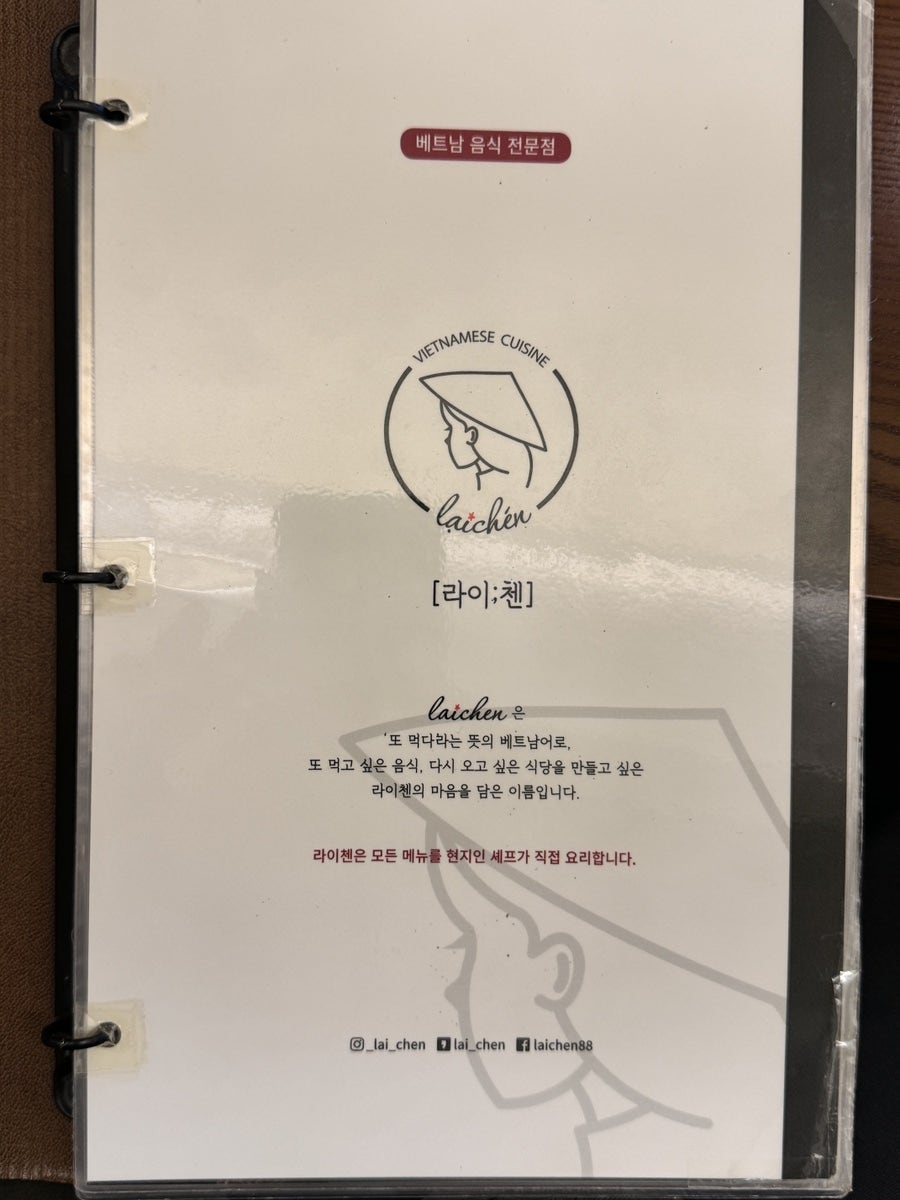 베트남 음식 전문점
VIETNAMESE CUISINE
lạichén
[라이;첸]
laichen 은
'또 먹다라는 뜻의 베트남어로,
또 먹고 싶은 음식, 다시 오고 싶은 식당을 만들고 싶은
라이첸의 마음을 담은 이름입니다.
라이첸은 모든 메뉴를 현지인 셰프가 직접 요리합니다.
_lai_chen lai_chen laichen88